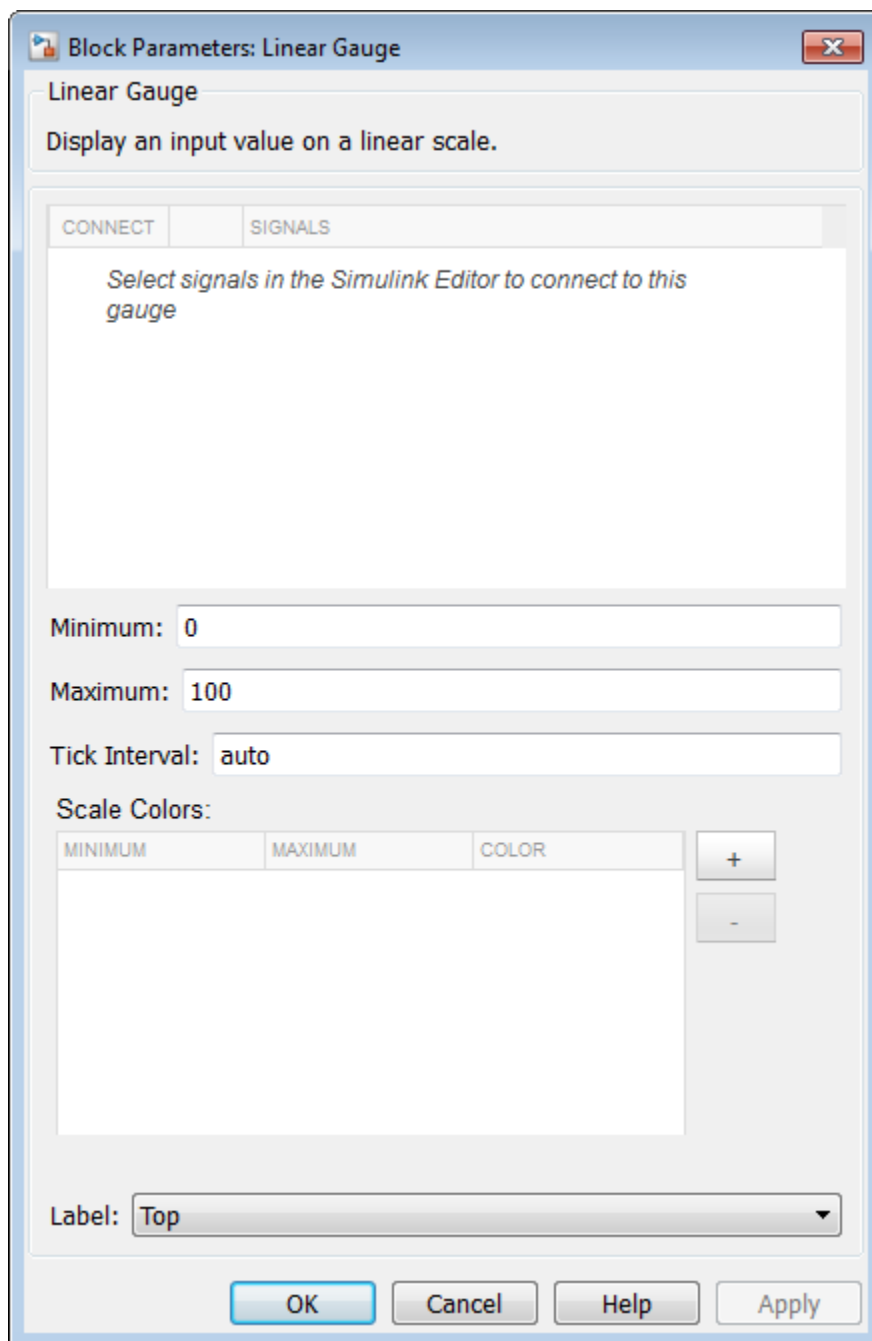 Block Parameters: Linear Gauge
Linear Gauge
Display an input value on a linear scale.
CONNECT SIGNALS
Select signals in the Simulink Editor to connect to this
gauge
Minimum: 0
Maximum: 100
Tick Interval: auto
Scale Colors:
MINIMUM MAXIMUM COLOR
+
-
Label: Top
OK Cancel Help Apply